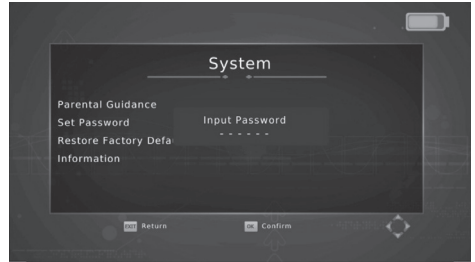 System
Parental Guidance
Set Password
Input Password
- - - - - -
Restore Factory Defa
Information
EXIT Return
OK Confirm